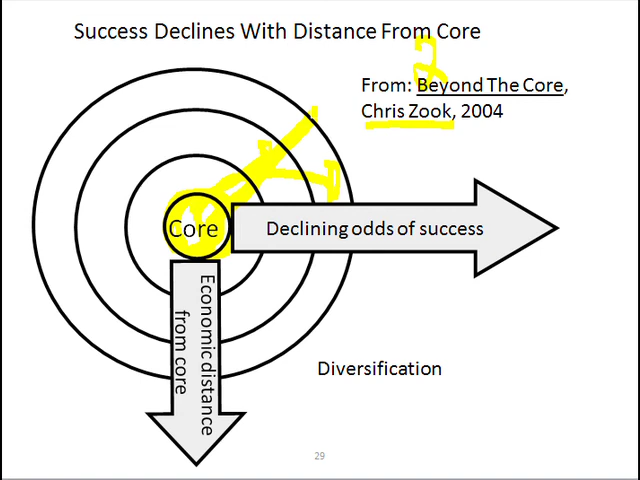 Success Declines With Distance From Core
2
From: Beyond The Core,
Chris Zook, 2004
Core
Declining odds of success
Economic distance
from core
Diversification
29